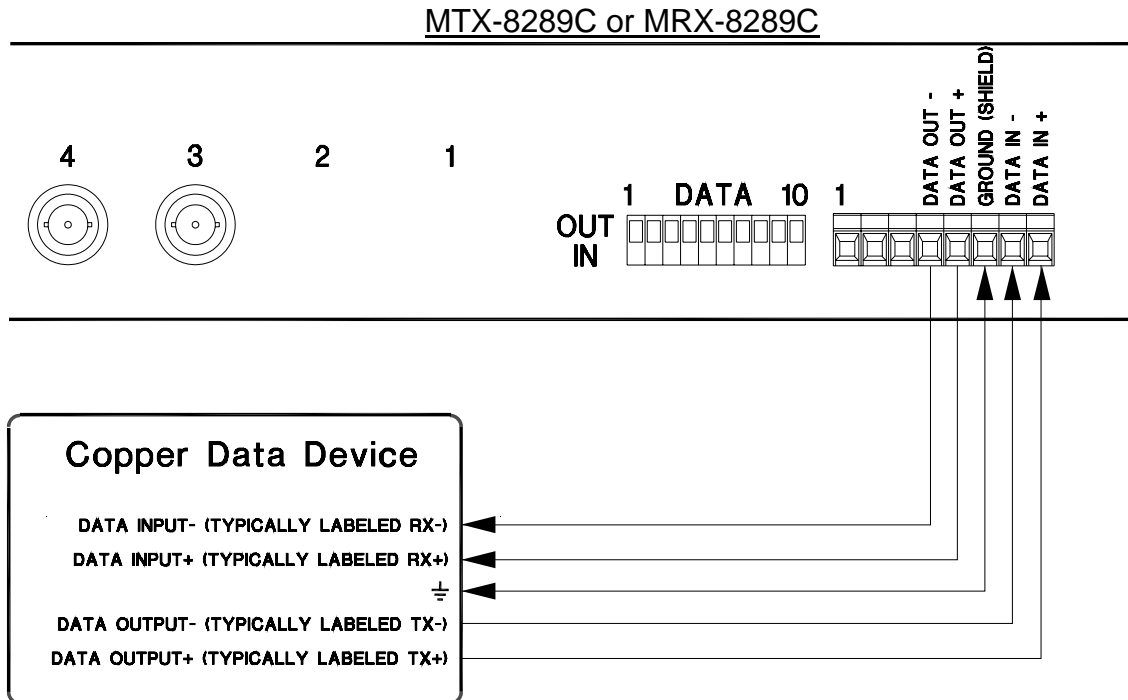 MTX-8289C or MRX-8289C
4 3 2 1
1 DATA 10 1
OUT
IN
DATA OUT -
DATA OUT +
GROUND (SHIELD)
DATA IN -
DATA IN +
Copper Data Device
DATA INPUT- (TYPICALLY LABELED RX-)
DATA INPUT+ (TYPICALLY LABELED RX+)
DATA OUTPUT- (TYPICALLY LABELED TX-)
DATA OUTPUT+ (TYPICALLY LABELED TX+)